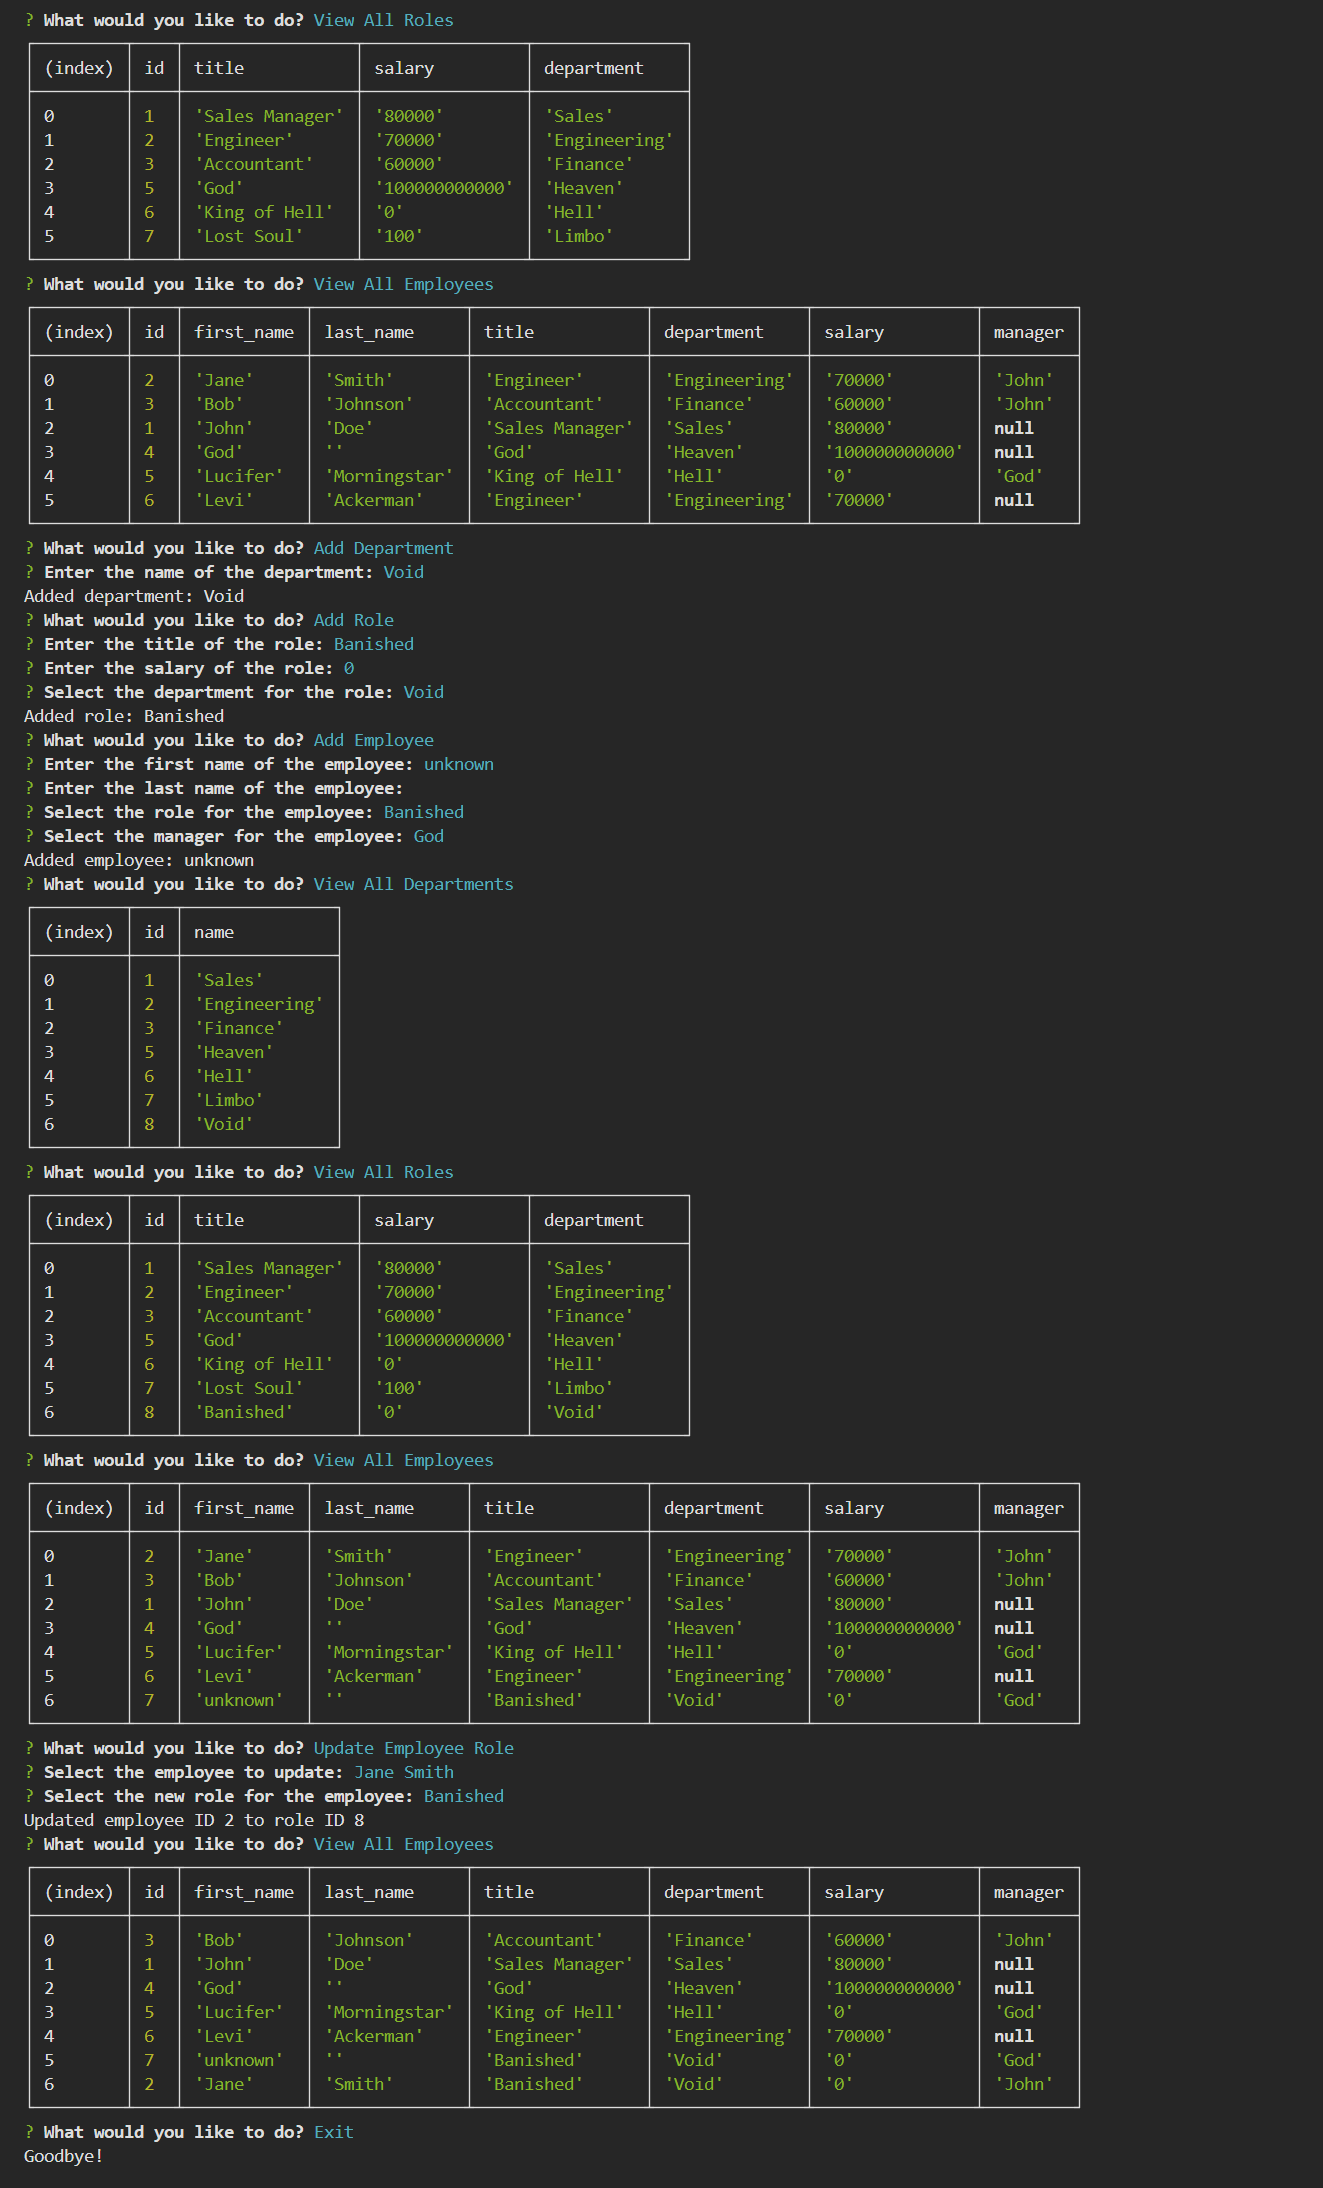 ? What would you like to do? View All Roles
(index) id title salary department
0 1 'Sales Manager' '80000' 'Sales'
1 2 'Engineer' '70000' 'Engineering'
2 3 'Accountant' '60000' 'Finance'
3 5 'God' '100000000000' 'Heaven'
4 6 'King of Hell' '0' 'Hell'
5 7 'Lost Soul' '100' 'Limbo'
? What would you like to do? View All Employees
(index) id first_name last_name title department salary manager
0 2 'Jane' 'Smith' 'Engineer' 'Engineering' '70000' 'John'
1 3 'Bob' 'Johnson' 'Accountant' 'Finance' '60000' 'John'
2 1 'John' 'Doe' 'Sales Manager' 'Sales' '80000' null
3 4 'God' '' 'God' 'Heaven' '100000000000' null
4 5 'Lucifer' 'Morningstar' 'King of Hell' 'Hell' '0' 'God'
5 6 'Levi' 'Ackerman' 'Engineer' 'Engineering' '70000' null
? What would you like to do? Add Department
? Enter the name of the department: Void
Added department: Void
? What would you like to do? Add Role
? Enter the title of the role: Banished
? Enter the salary of the role: 0
? Select the department for the role: Void
Added role: Banished
? What would you like to do? Add Employee
? Enter the first name of the employee: unknown
? Enter the last name of the employee:
? Select the role for the employee: Banished
? Select the manager for the employee: God
Added employee: unknown
? What would you like to do? View All Departments
(index) id name
0 1 'Sales'
1 2 'Engineering'
2 3 'Finance'
3 5 'Heaven'
4 6 'Hell'
5 7 'Limbo'
6 8 'Void'
? What would you like to do? View All Roles
(index) id title salary department
0 1 'Sales Manager' '80000' 'Sales'
1 2 'Engineer' '70000' 'Engineering'
2 3 'Accountant' '60000' 'Finance'
3 5 'God' '100000000000' 'Heaven'
4 6 'King of Hell' '0' 'Hell'
5 7 'Lost Soul' '100' 'Limbo'
6 8 'Banished' '0' 'Void'
? What would you like to do? View All Employees
(index) id first_name last_name title department salary manager
0 2 'Jane' 'Smith' 'Engineer' 'Engineering' '70000' 'John'
1 3 'Bob' 'Johnson' 'Accountant' 'Finance' '60000' 'John'
2 1 'John' 'Doe' 'Sales Manager' 'Sales' '80000' null
3 4 'God' '' 'God' 'Heaven' '100000000000' null
4 5 'Lucifer' 'Morningstar' 'King of Hell' 'Hell' '0' 'God'
5 6 'Levi' 'Ackerman' 'Engineer' 'Engineering' '70000' null
6 7 'unknown' '' 'Banished' 'Void' '0' 'God'
? What would you like to do? Update Employee Role
? Select the employee to update: Jane Smith
? Select the new role for the employee: Banished
Updated employee ID 2 to role ID 8
? What would you like to do? View All Employees
(index) id first_name last_name title department salary manager
0 3 'Bob' 'Johnson' 'Accountant' 'Finance' '60000' 'John'
1 1 'John' 'Doe' 'Sales Manager' 'Sales' '80000' null
2 4 'God' '' 'God' 'Heaven' '100000000000' null
3 5 'Lucifer' 'Morningstar' 'King of Hell' 'Hell' '0' 'God'
4 6 'Levi' 'Ackerman' 'Engineer' 'Engineering' '70000' null
5 7 'unknown' '' 'Banished' 'Void' '0' 'God'
6 2 'Jane' 'Smith' 'Banished' 'Void' '0' 'John'
? What would you like to do? Exit
Goodbye!